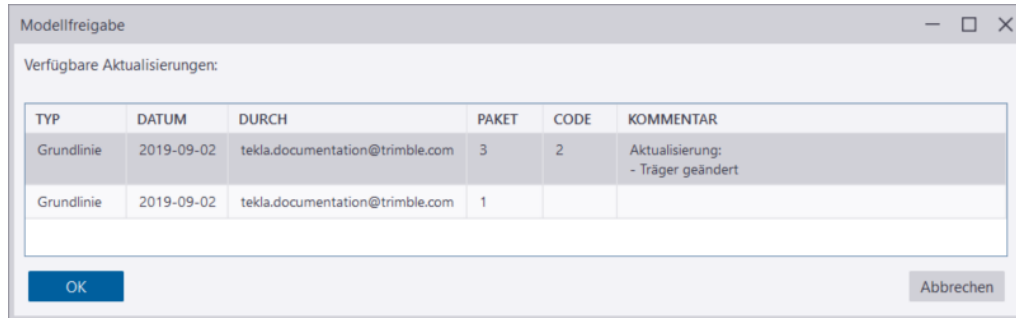 Modellfreigabe
Verfügbare Aktualisierungen:
TYP DATUM DURCH PAKET CODE KOMMENTAR
Grundlinie 2019-09-02 tekla.documentation@trimble.com 3 2 Aktualisierung:
- Träger geändert
Grundlinie 2019-09-02 tekla.documentation@trimble.com 1
OK Abbrechen